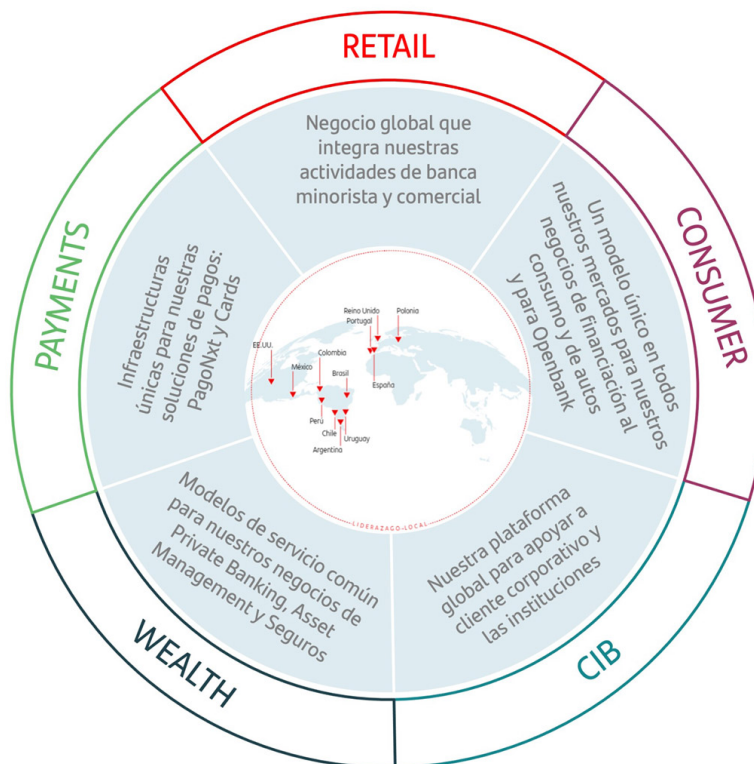 RETAIL
Negocio global que
integra nuestras
actividades de banca
minorista y comercial
CONSUMER
Un modelo único en todos
nuestros mercados para nuestros
negocios de financiación al
consumo y de autos
y para Openbank
CIB
Nuestra plataforma
global para apoyar a
cliente corporativo y
las instituciones
WEALTH
Modelos de servicio común
para nuestros negocios de
Private Banking, Asset
Management y Seguros
PAYMENTS
Infraestructuras
únicas para nuestras
soluciones de pagos:
PagoNxt y Cards
Reino Unido
Polonia
Portugal
EE.UU.
Colombia
México
Brasil
España
Perú
Chile
Uruguay
Argentina
LIDERAZAGO-LOCAL